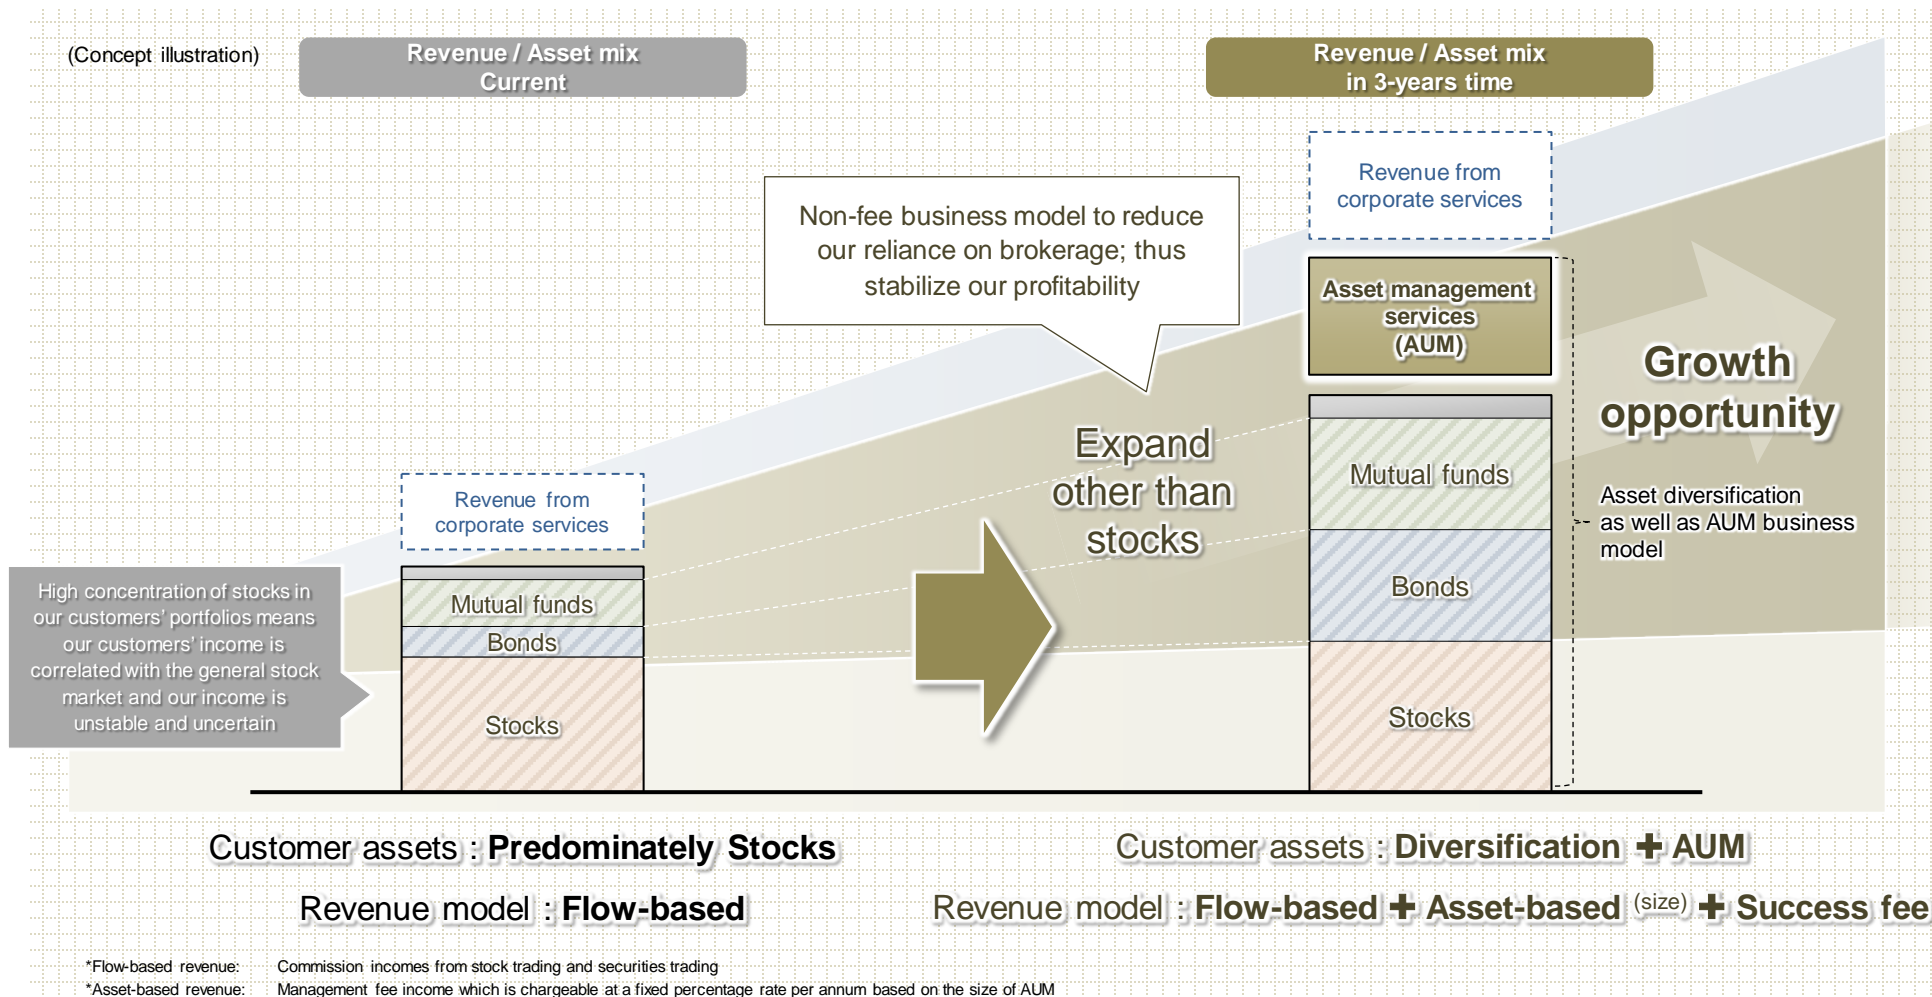 (Concept illustration)
Revenue / Asset mix
Current
Revenue / Asset mix
in 3-years time
Non-fee business model to reduce
our reliance on brokerage; thus
stabilize our profitability
Revenue from
corporate services
Asset management
services
(AUM)
Growth
opportunity
Expand
other than
stocks
Mutual funds
Bonds
Stocks
Asset diversification
as well as AUM business
model
Revenue from
corporate services
Mutual funds
Bonds
Stocks
High concentration of stocks in
our customers' portfolios means
our customers' income is
correlated with the general stock
market and our income is
unstable and uncertain
Customer assets : Predominately Stocks
Revenue model : Flow-based
Customer assets : Diversification ✚ AUM
Revenue model : Flow-based ✚ Asset-based (size) ✚ Success fee
*Flow-based revenue: Commission incomes from stock trading and securities trading
*Asset-based revenue: Management fee income which is chargeable at a fixed percentage rate per annum based on the size of AUM